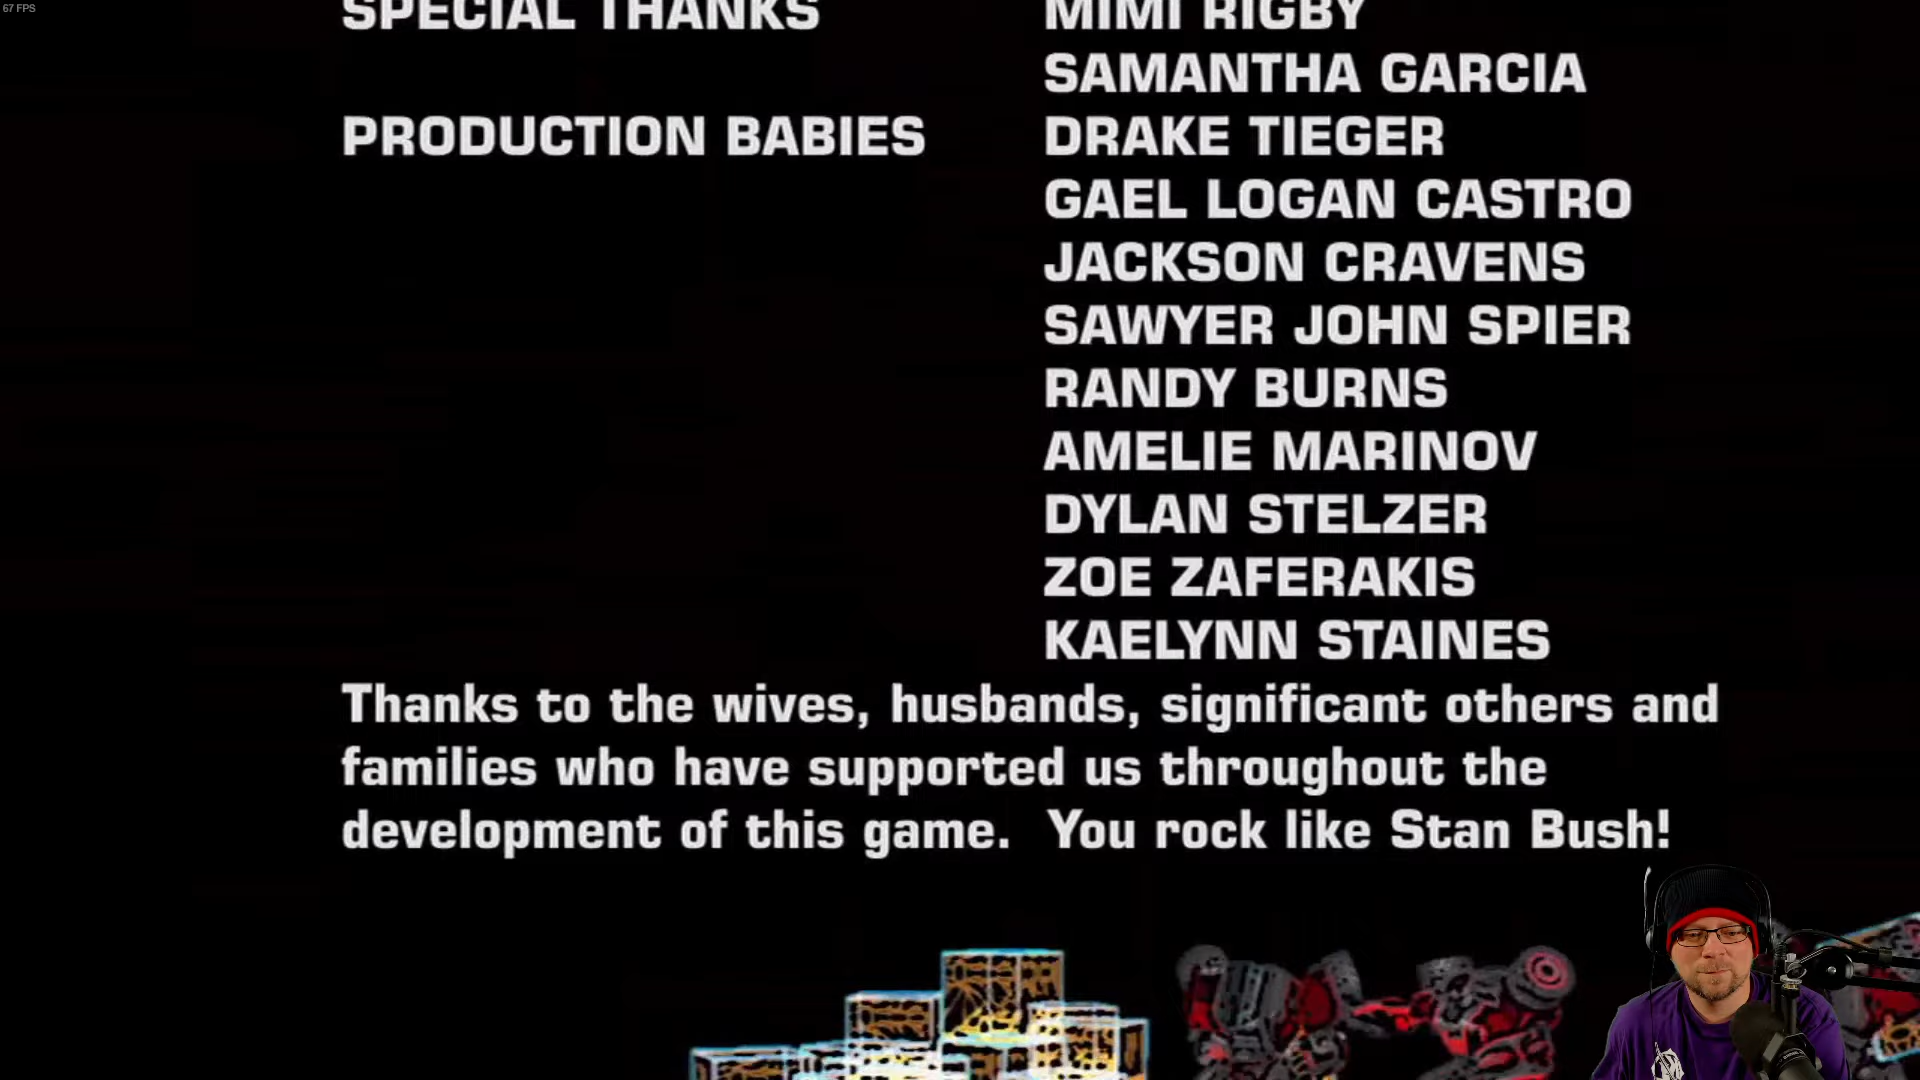 67 FPS
SPECIAL THANKS MIMI RIGBY
SAMANTHA GARCIA
PRODUCTION BABIES DRAKE TIEGER
GAEL LOGAN CASTRO
JACKSON CRAVENS
SAWYER JOHN SPIER
RANDY BURNS
AMELIE MARINOV
DYLAN STELZER
ZOE ZAFERAKIS
KAELYNN STAINES
Thanks to the wives, husbands, significant others and
families who have supported us throughout the
development of this game. You rock like Stan Bush!